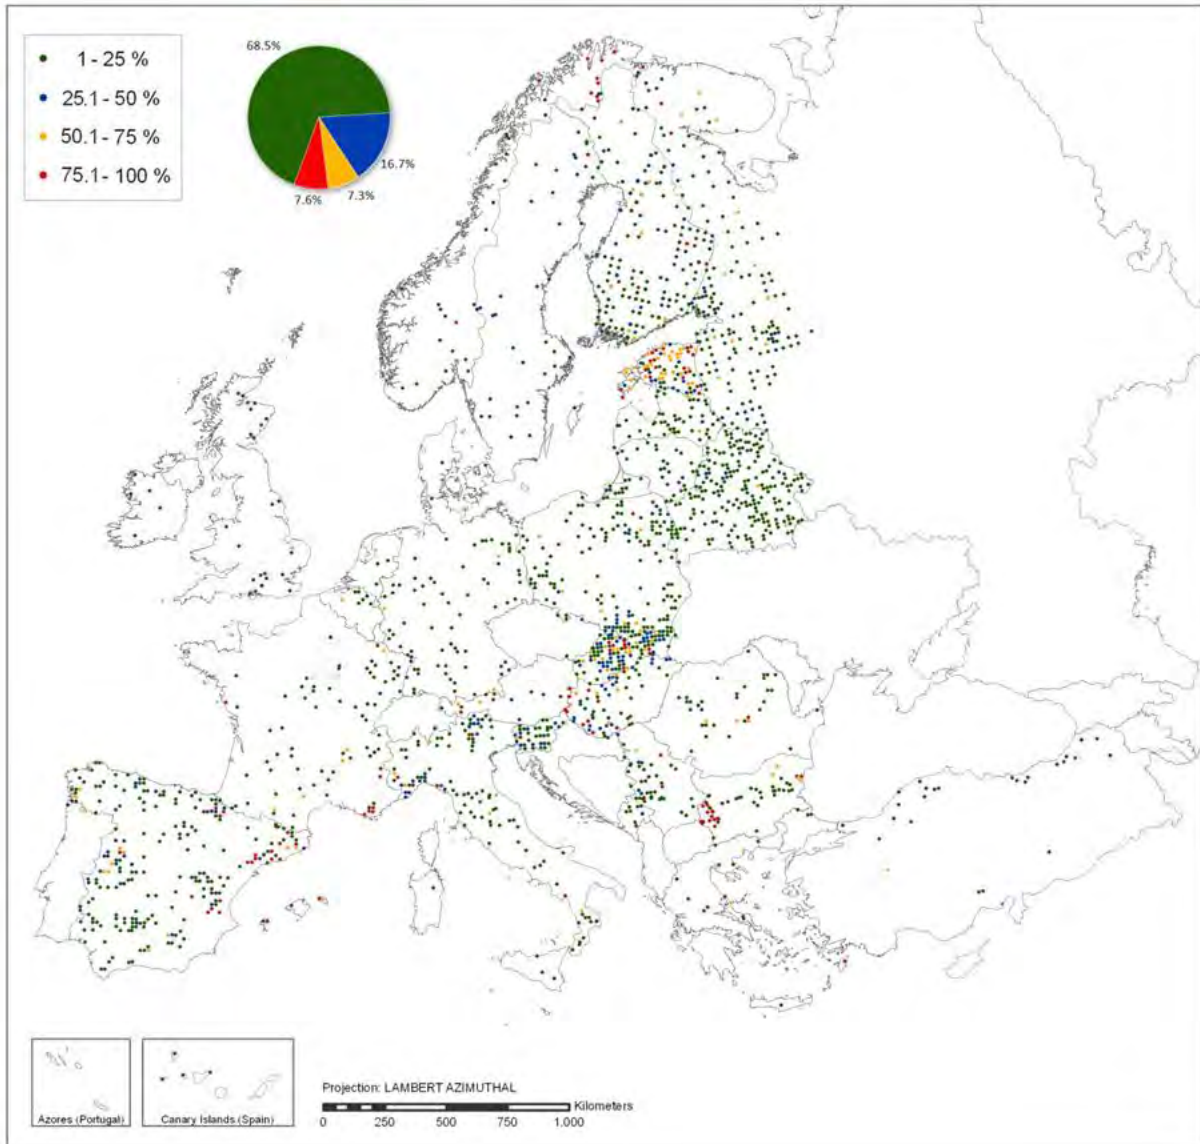 1 - 25 %
25.1 - 50 %
50.1 - 75 %
75.1 - 100 %
68.5%
16.7%
7.3%
7.6%
Projection: LAMBERT AZIMUTHAL
Kilometers
0 250 500 750 1.000
Azores (Portugal)
Canary Islands (Spain)